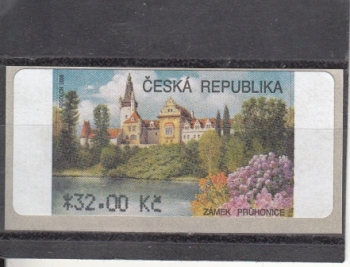 ČESKÁ REPUBLIKA
*32.00 Kč
ZÁMEK PRŮHONICE